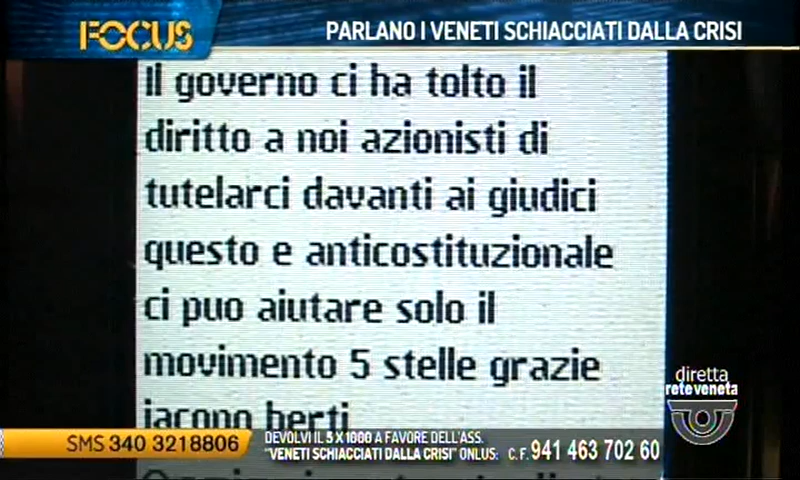 FOCUS
PARLANO I VENETI SCHIACCIATI DALLA CRISI
Il governo ci ha tolto il
diritto a noi azionisti di
tutelarci davanti ai giudici
questo e anticostituzionale
ci puo aiutare solo il
movimento 5 stelle grazie
jacopo berti
diretta
reteveneta
SMS 340 3218806
DEVOLVI IL 5 X 1000 A FAVORE DELL'ASS.
"VENETI SCHIACCIATI DALLA CRISI" ONLUS: C.F. 941 463 702 60